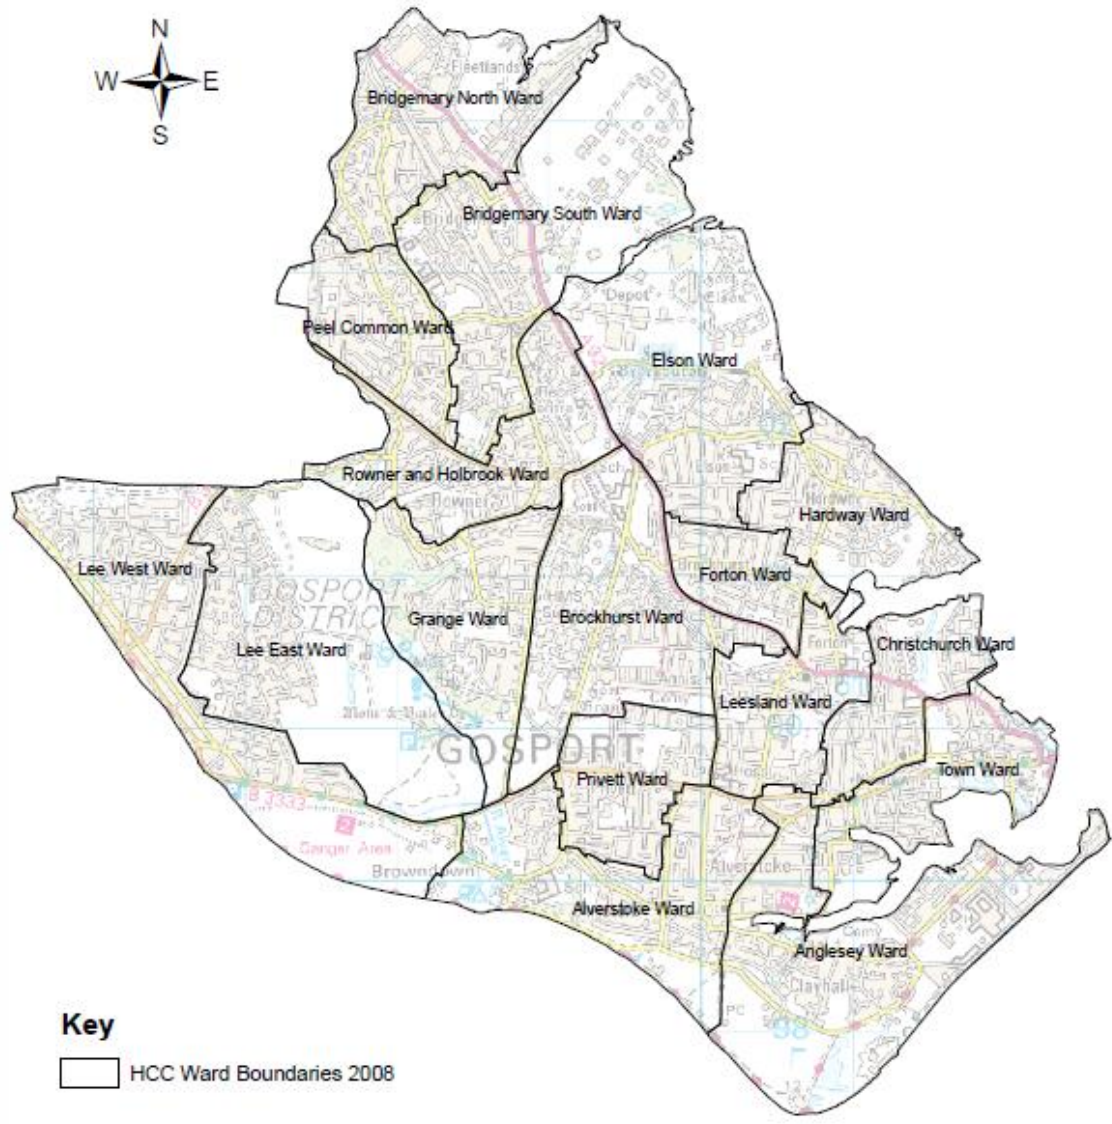 N
W E
S
Fleetlands
Bridgemary North Ward
Bridgemary South Ward
Depot
Peel Common Ward
Elson Ward
Rowner and Holbrook Ward
Rowner
Hardway Ward
Lee West Ward
Forton Ward
GOSPORT
DISTRICT
Grange Ward
Brockhurst Ward
Forton
Christchurch Ward
Lee East Ward
Leesland Ward
GOSPORT
Town Ward
Privett Ward
B 3333
2
Danger Area
Browndown
Alverstoke
Alverstoke Ward
Anglesey Ward
Clayhall
PC
98
Key
HCC Ward Boundaries 2008